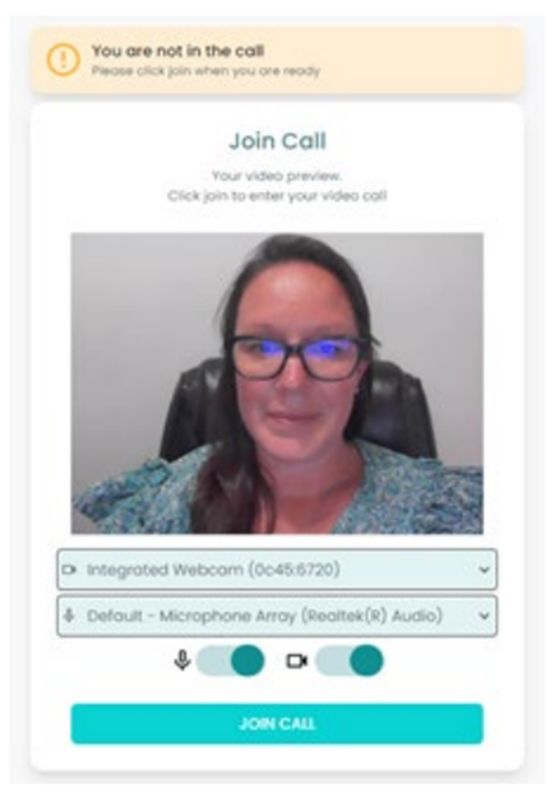 You are not in the call
Please click join when you are ready
Join Call
Your video preview.
Click join to enter your video call
Integrated Webcam (0c45:6720)
Default - Microphone Array (Realtek(R) Audio)
JOIN CALL